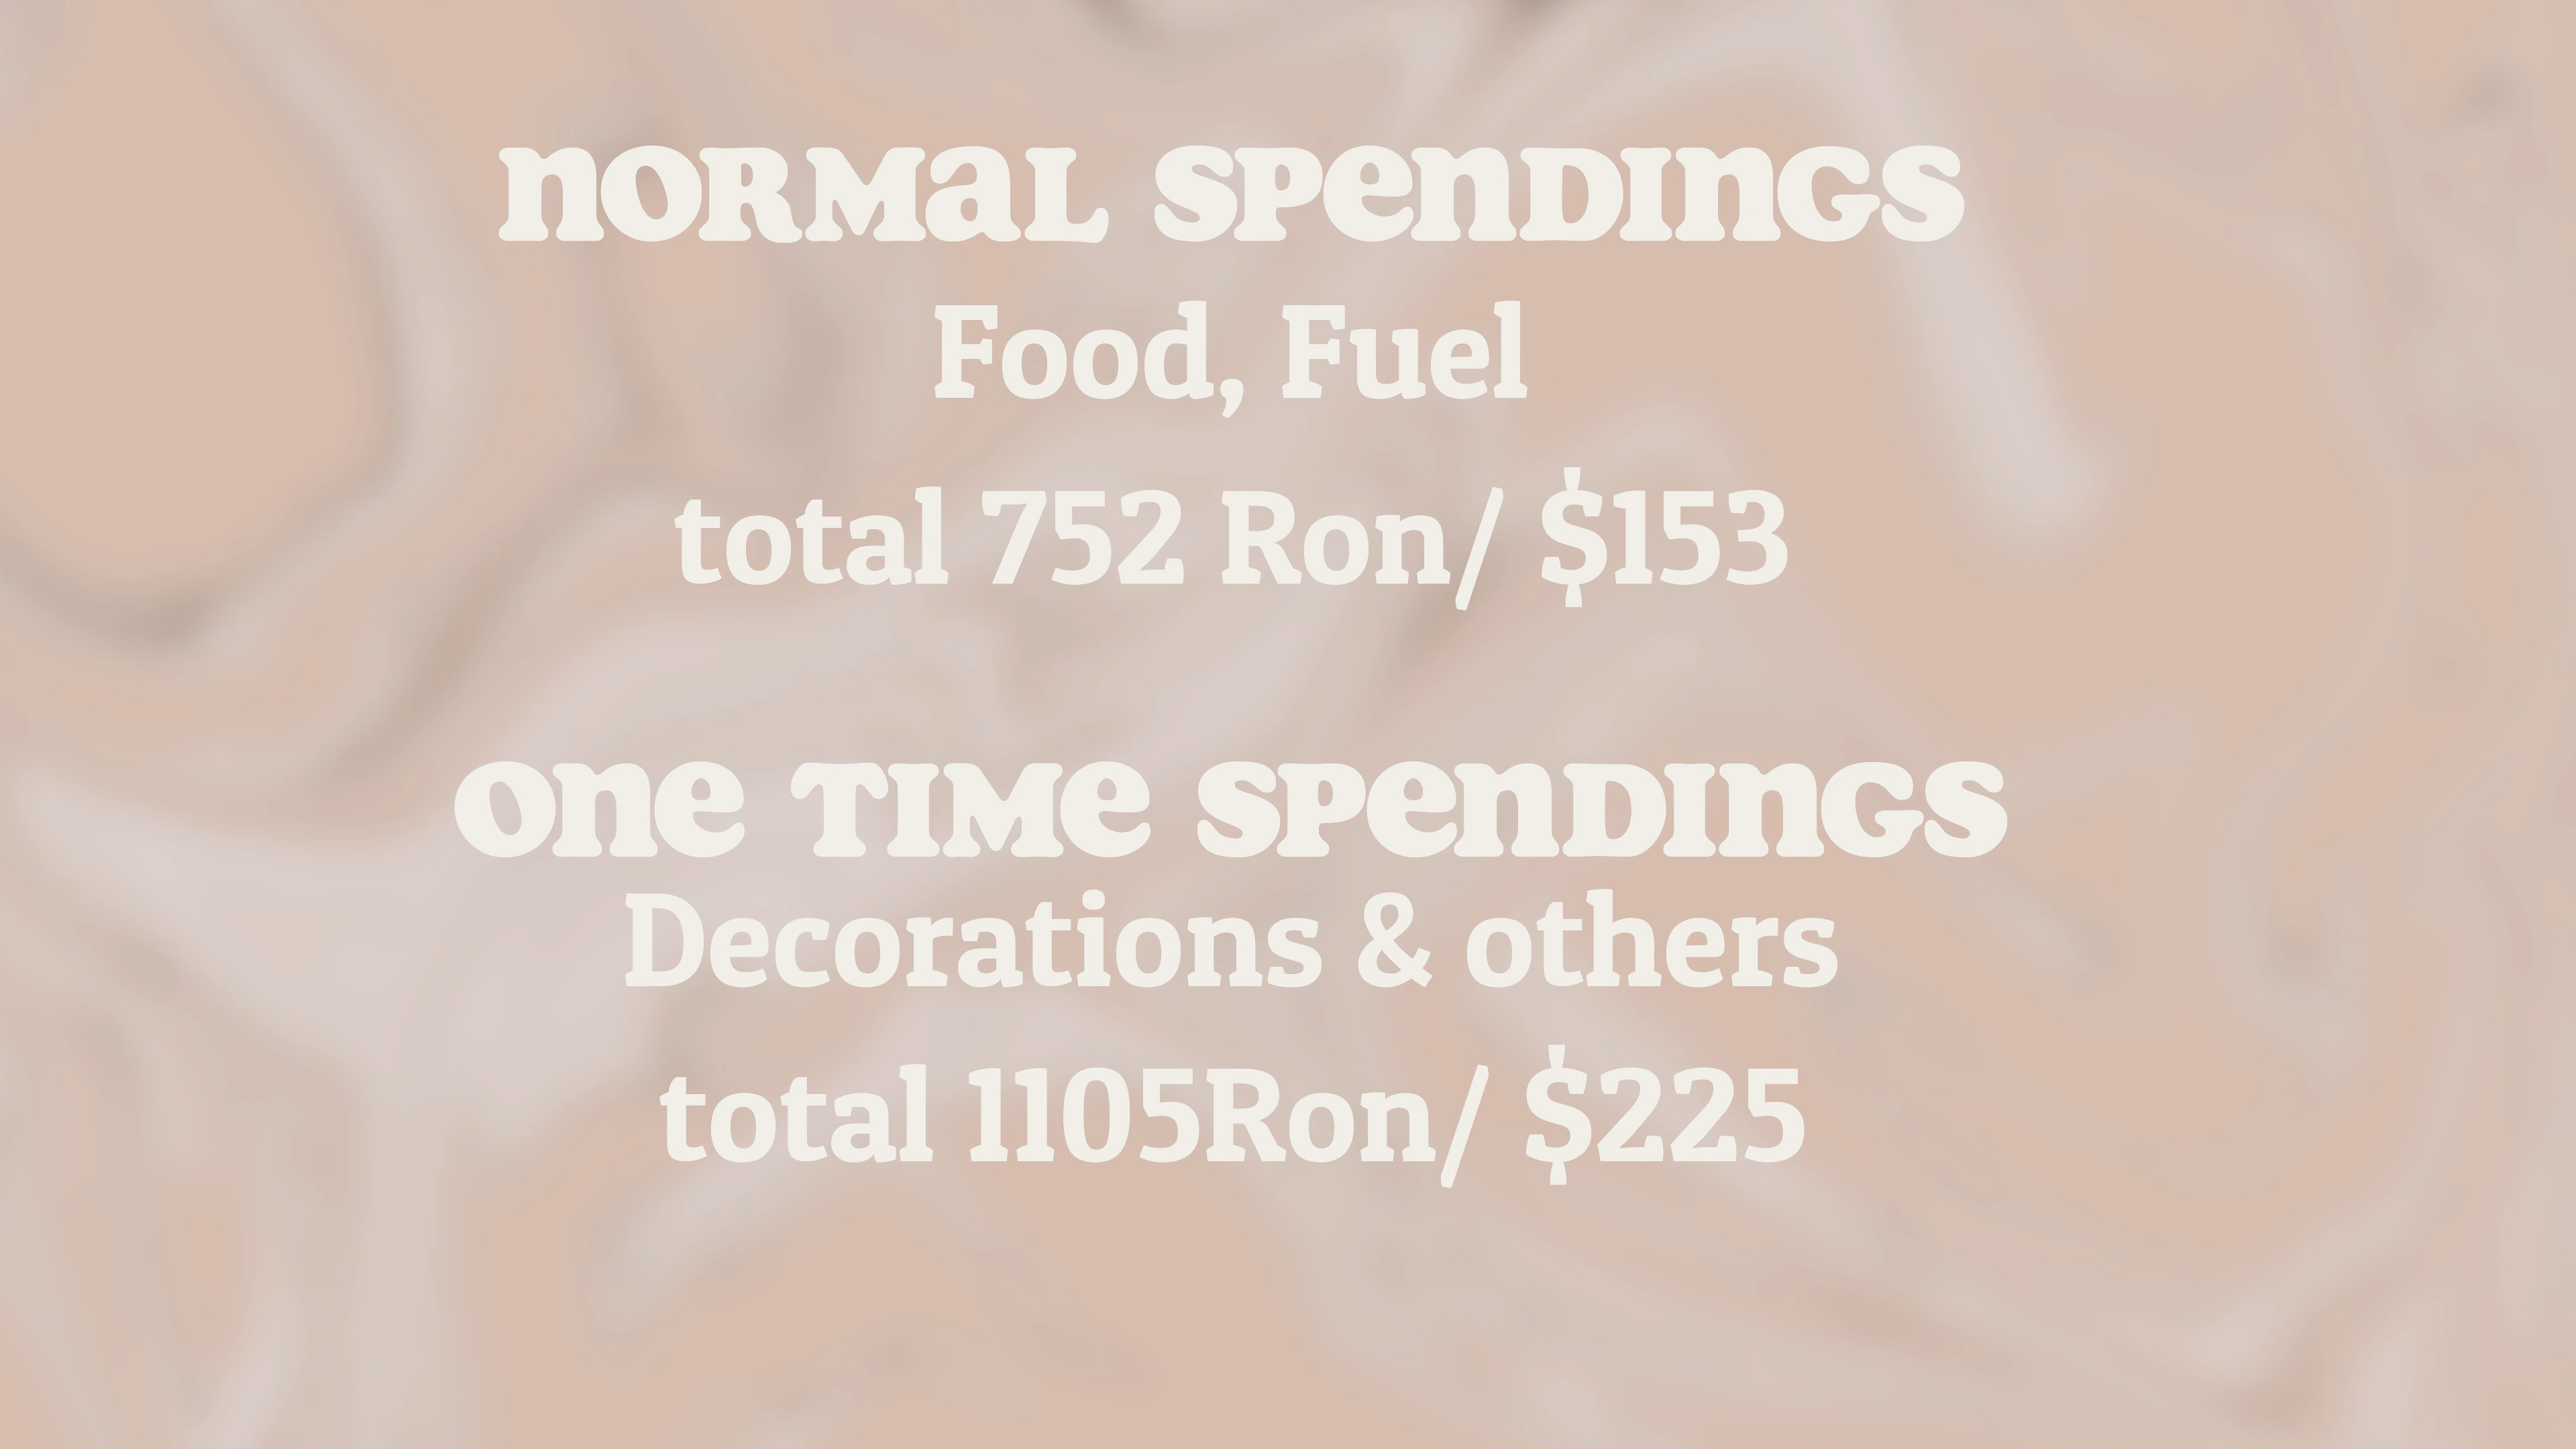 NORMAL SPENDINGS
Food, Fuel
total 752 Ron/ $153
ONE TIME SPENDINGS
Decorations & others
total 1105Ron/ $225